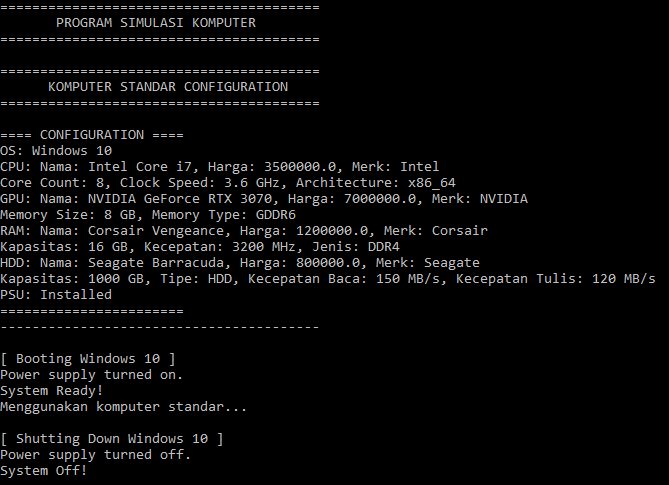 ========================================
PROGRAM SIMULASI KOMPUTER
========================================
========================================
KOMPUTER STANDAR CONFIGURATION
========================================
==== CONFIGURATION ====
OS: Windows 10
CPU: Nama: Intel Core i7, Harga: 3500000.0, Merk: Intel
Core Count: 8, Clock Speed: 3.6 GHz, Architecture: x86_64
GPU: Nama: NVIDIA GeForce RTX 3070, Harga: 7000000.0, Merk: NVIDIA
Memory Size: 8 GB, Memory Type: GDDR6
RAM: Nama: Corsair Vengeance, Harga: 1200000.0, Merk: Corsair
Kapasitas: 16 GB, Kecepatan: 3200 MHz, Jenis: DDR4
HDD: Nama: Seagate Barracuda, Harga: 800000.0, Merk: Seagate
Kapasitas: 1000 GB, Tipe: HDD, Kecepatan Baca: 150 MB/s, Kecepatan Tulis: 120 MB/s
PSU: Installed
=======================
----------------------------------------
[ Booting Windows 10 ]
Power supply turned on.
System Ready!
Menggunakan komputer standar...
[ Shutting Down Windows 10 ]
Power supply turned off.
System Off!